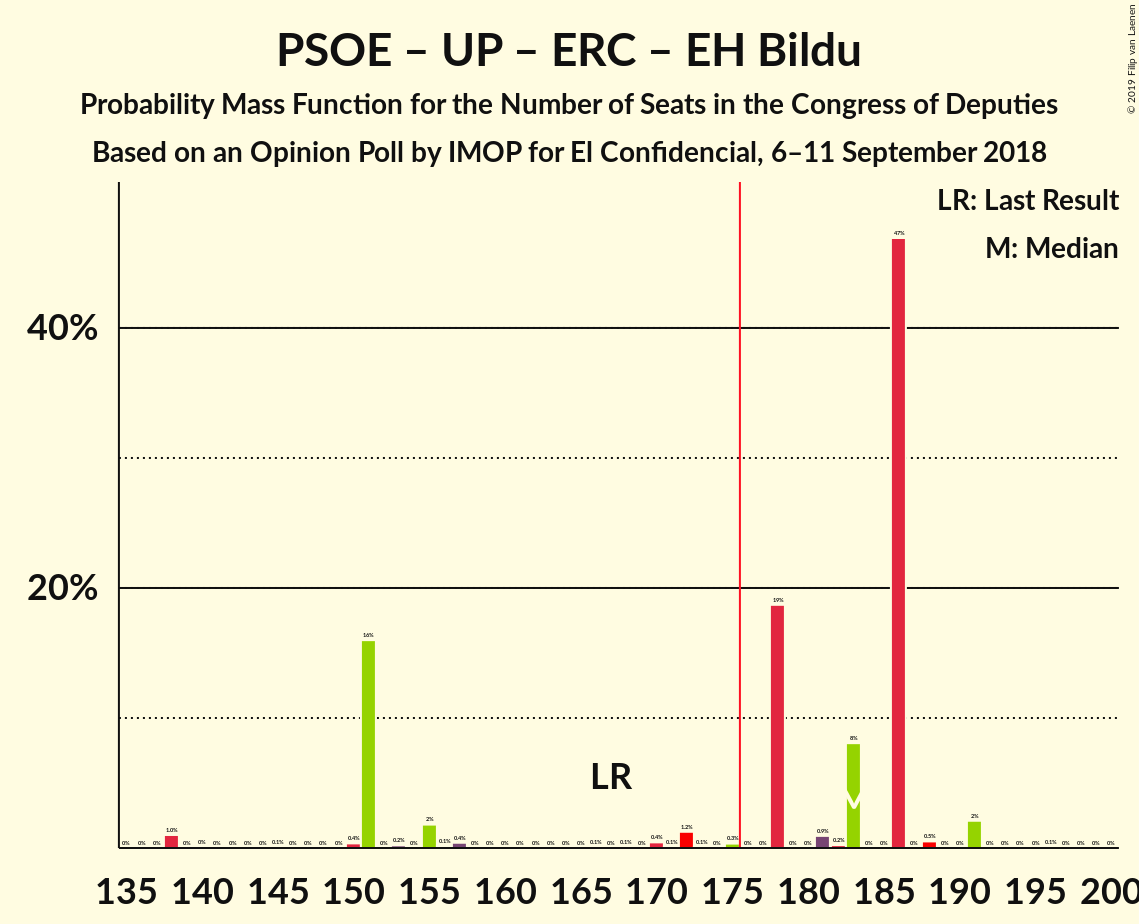 PSOE – UP – ERC – EH Bildu
Probability Mass Function for the Number of Seats in the Congress of Deputies
Based on an Opinion Poll by IMOP for El Confidencial, 6–11 September 2018
© 2019 Filip van Laenen
LR: Last Result
M: Median
40%
20%
47%
19%
16%
8%
LR
M
1.0%
0.4%
0.2%
2%
0.1%
0.4%
0.4%
0.1%
1.2%
0.1%
0.3%
0.9%
0.2%
0.5%
2%
0.1%
135 140 145 150 155 160 165 170 175 180 185 190 195 200